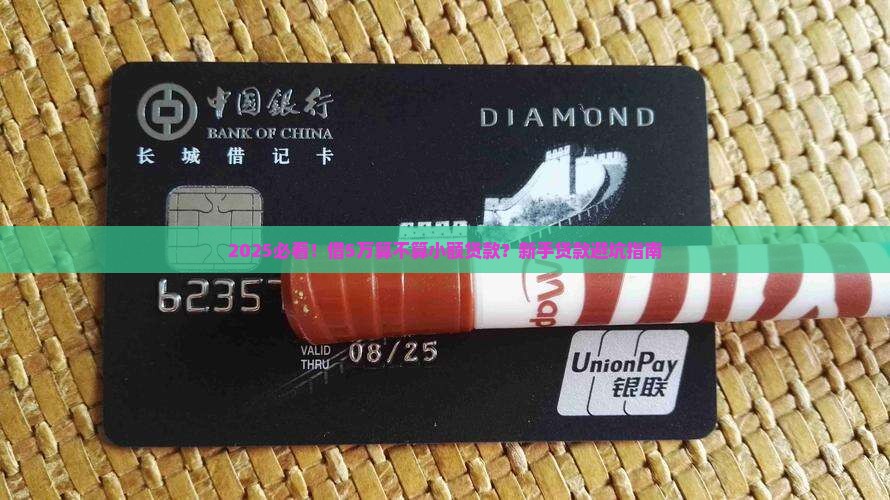 中国银行
BANK OF CHINA
长城借记卡
DIAMOND
2025必看！借5万算不算小额贷款？新手贷款避坑指南
62357
Wap
VALID
THRU
08/25
UnionPay
银联